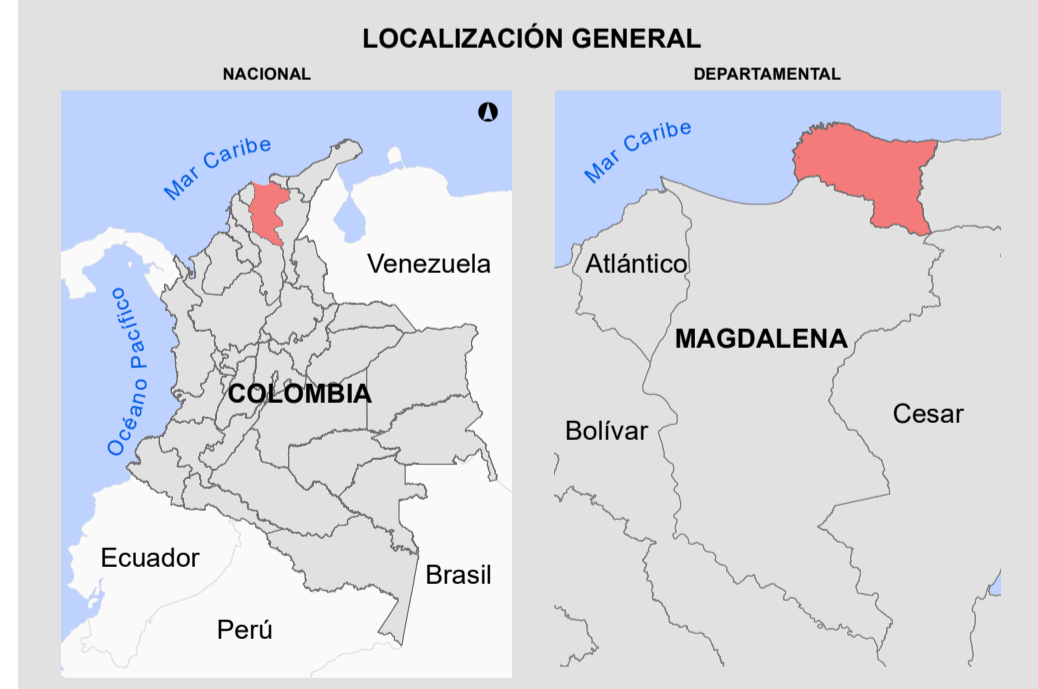 LOCALIZACIÓN GENERAL
NACIONAL
DEPARTAMENTAL
Mar Caribe
Venezuela
Océano Pacífico
COLOMBIA
Ecuador
Brasil
Perú
Mar Caribe
Atlántico
MAGDALENA
Cesar
Bolívar